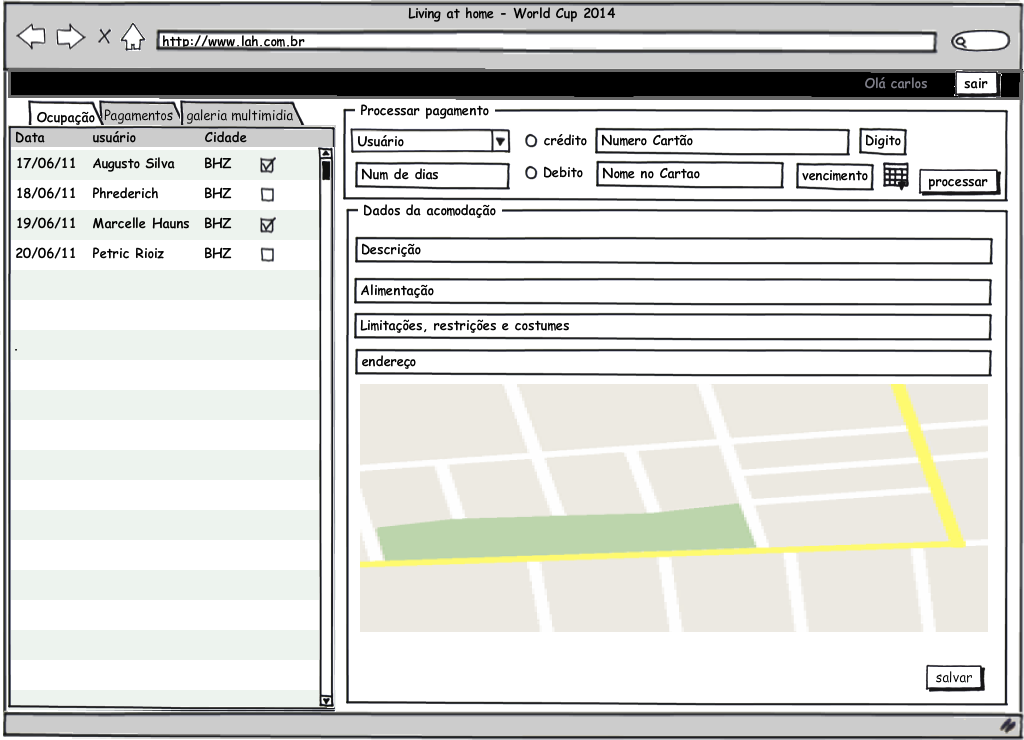 Living at home - World Cup 2014
http://www.lah.com.br
Olá carlos sair
Ocupação Pagamentos galeria multimidia
Data usuário Cidade
17/06/11 Augusto Silva BHZ
18/06/11 Phrederich BHZ
19/06/11 Marcelle Hauns BHZ
20/06/11 Petric Rioiz BHZ
.
Processar pagamento
Usuário crédito Numero Cartão Digito
Num de dias Debito Nome no Cartao vencimento processar
Dados da acomodação
Descrição
Alimentação
Limitações, restrições e costumes
endereço
salvar